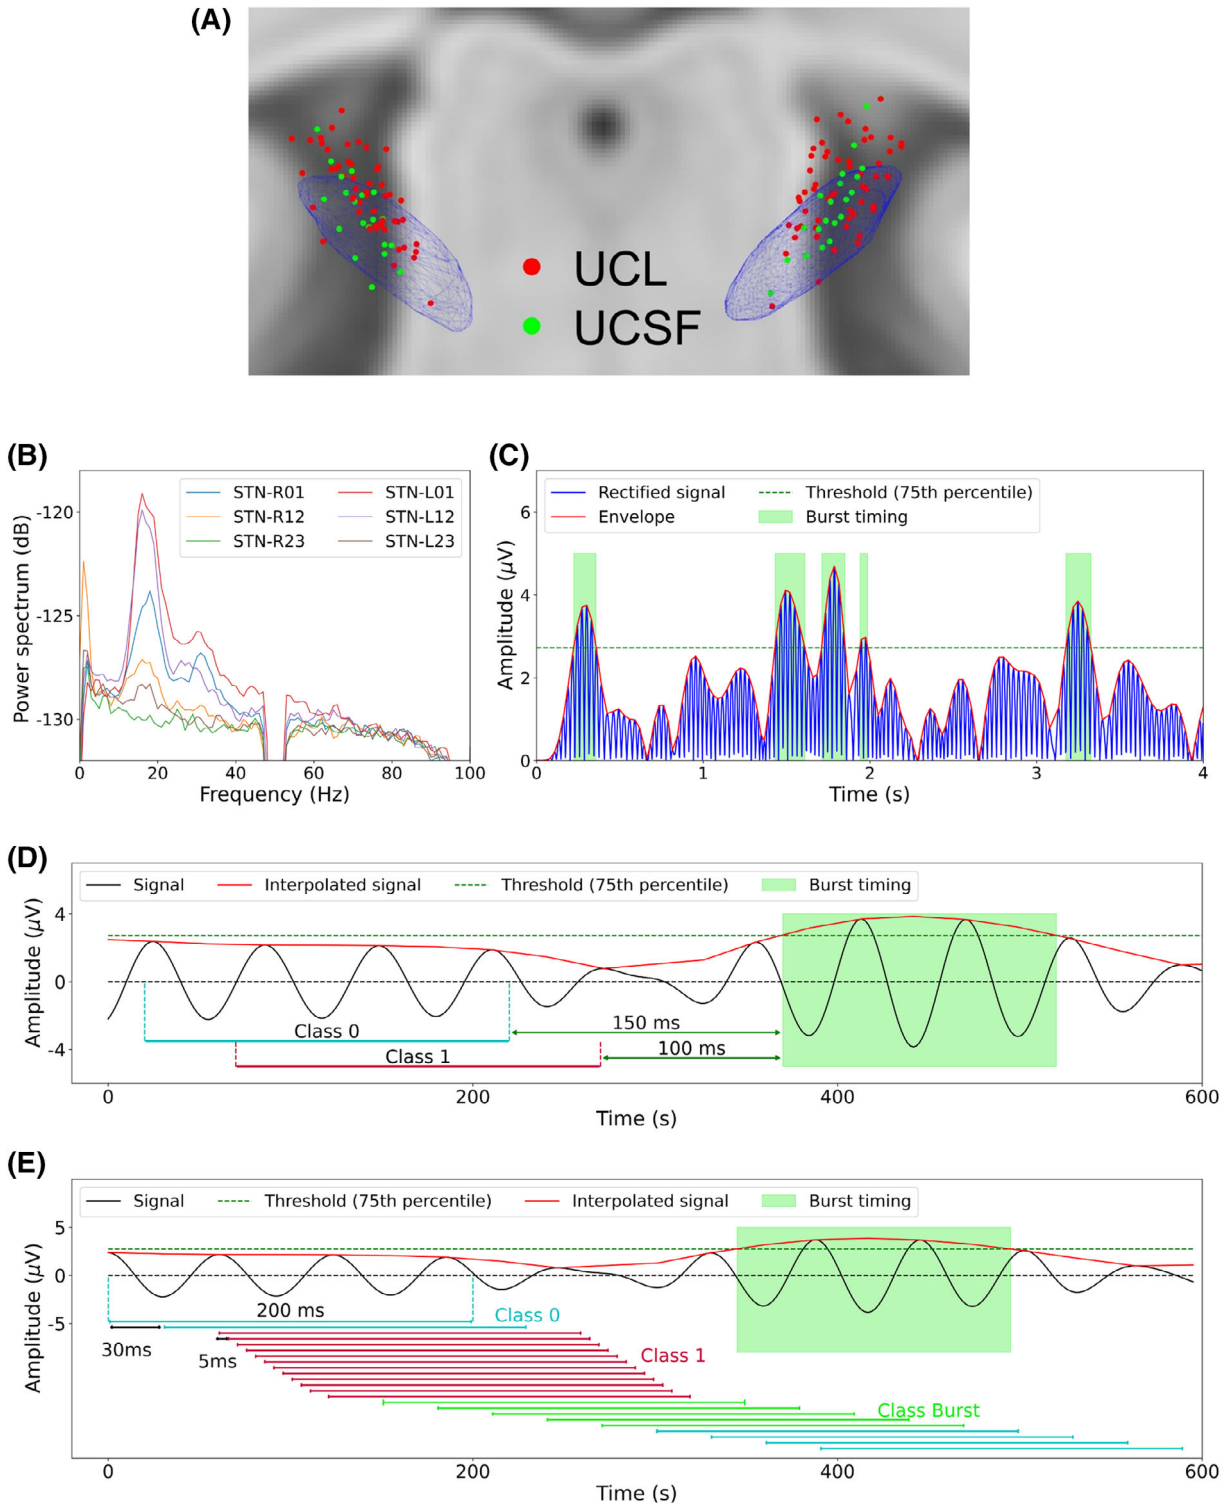 (A)
UCL
UCSF
(B)
Power spectrum (dB)
-120
-125
-130
STN-R01
STN-L01
STN-R12
STN-L12
STN-R23
STN-L23
0
20
40
60
80
100
Frequency (Hz)
(C)
Amplitude (μV)
6
4
2
0
Rectified signal
Threshold (75th percentile)
Envelope
Burst timing
0
1
2
3
4
Time (s)
(D)
Signal
Interpolated signal
Threshold (75th percentile)
Burst timing
Amplitude (μV)
4
0
-4
Class 0
150 ms
Class 1
100 ms
0
200
400
600
Time (s)
(E)
Signal
Threshold (75th percentile)
Interpolated signal
Burst timing
Amplitude (μV)
5
0
-5
200 ms
Class 0
30ms
5ms
Class 1
Class Burst
0
200
400
600
Time (s)